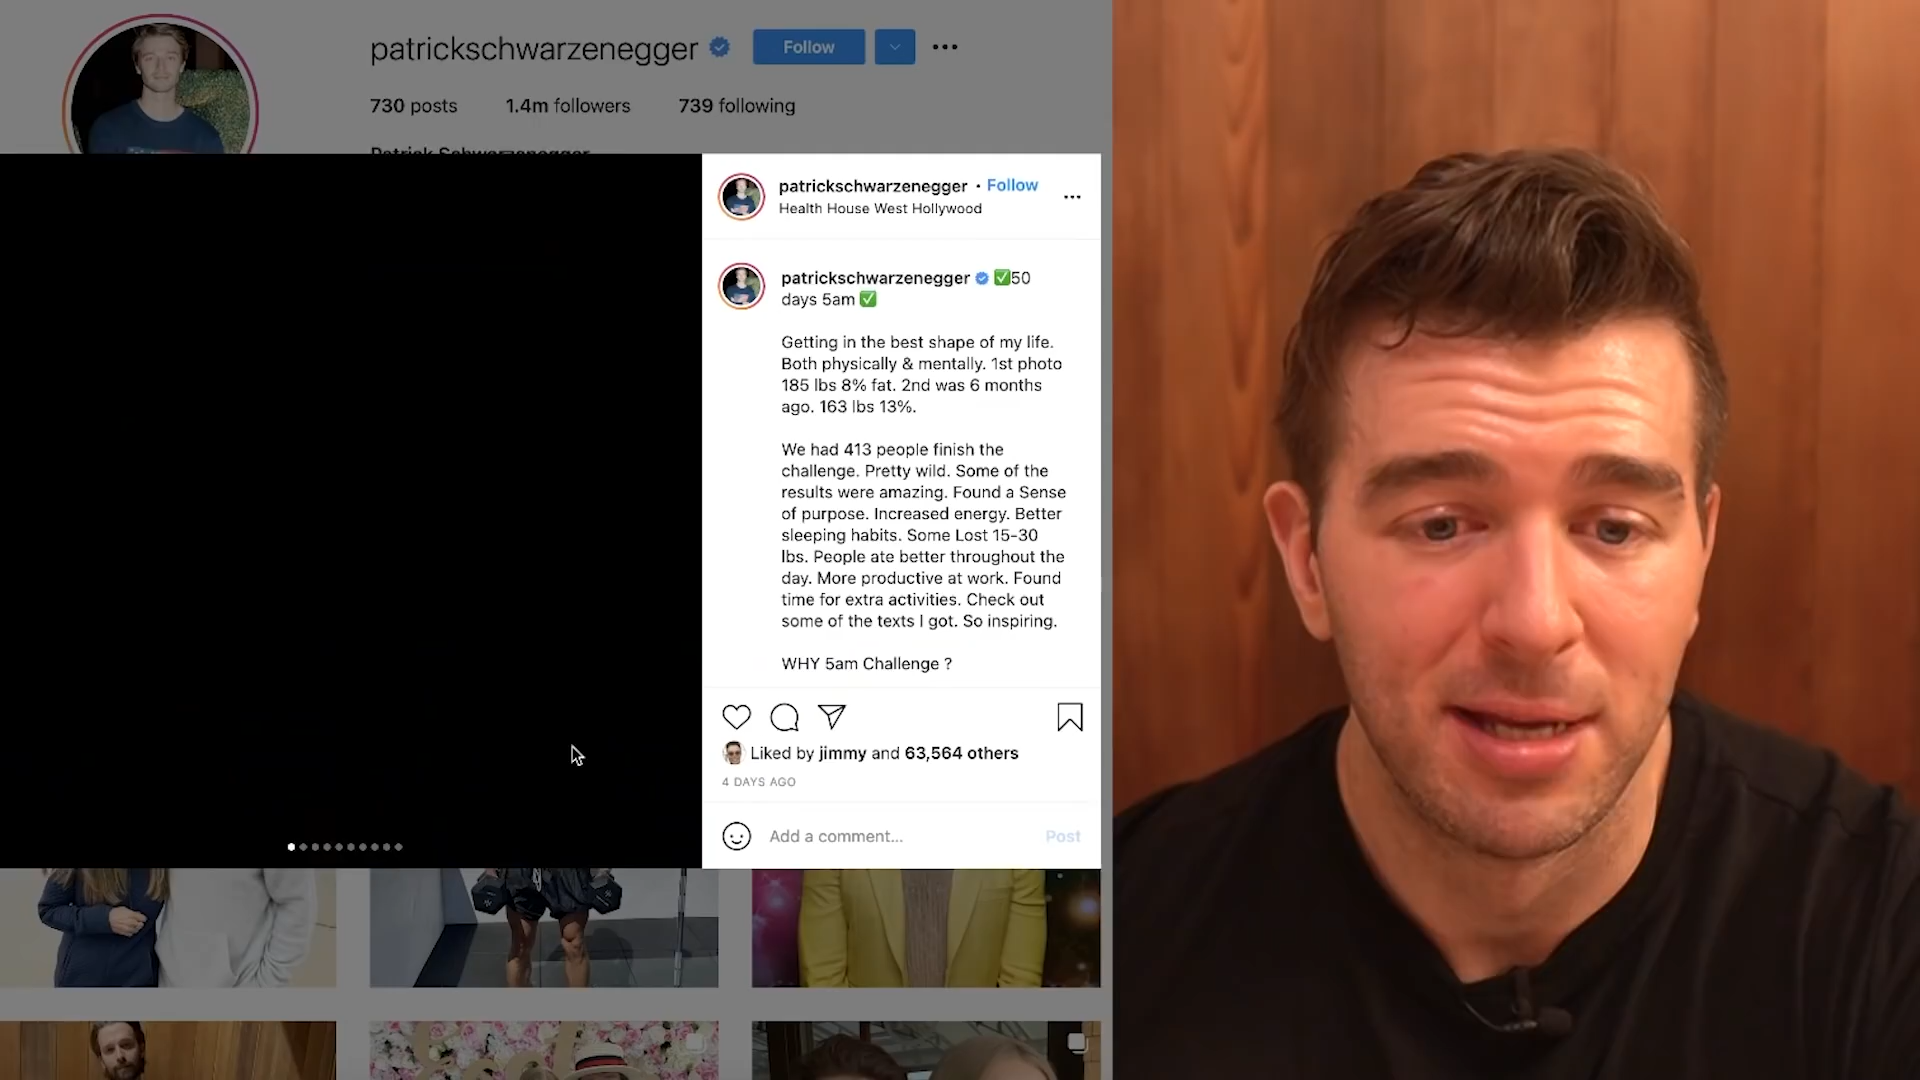 patrickschwarzenegger Follow
730 posts 1.4m followers 739 following
Patrick Schwarzenegger
patrickschwarzenegger • Follow
Health House West Hollywood
patrickschwarzenegger ✅50
days 5am ✅
Getting in the best shape of my life.
Both physically & mentally. 1st photo
185 lbs 8% fat. 2nd was 6 months
ago. 163 lbs 13%.
We had 413 people finish the
challenge. Pretty wild. Some of the
results were amazing. Found a Sense
of purpose. Increased energy. Better
sleeping habits. Some Lost 15-30
lbs. People ate better throughout the
day. More productive at work. Found
time for extra activities. Check out
some of the texts I got. So inspiring.
WHY 5am Challenge ?
Liked by jimmy and 63,564 others
4 DAYS AGO
Add a comment... Post